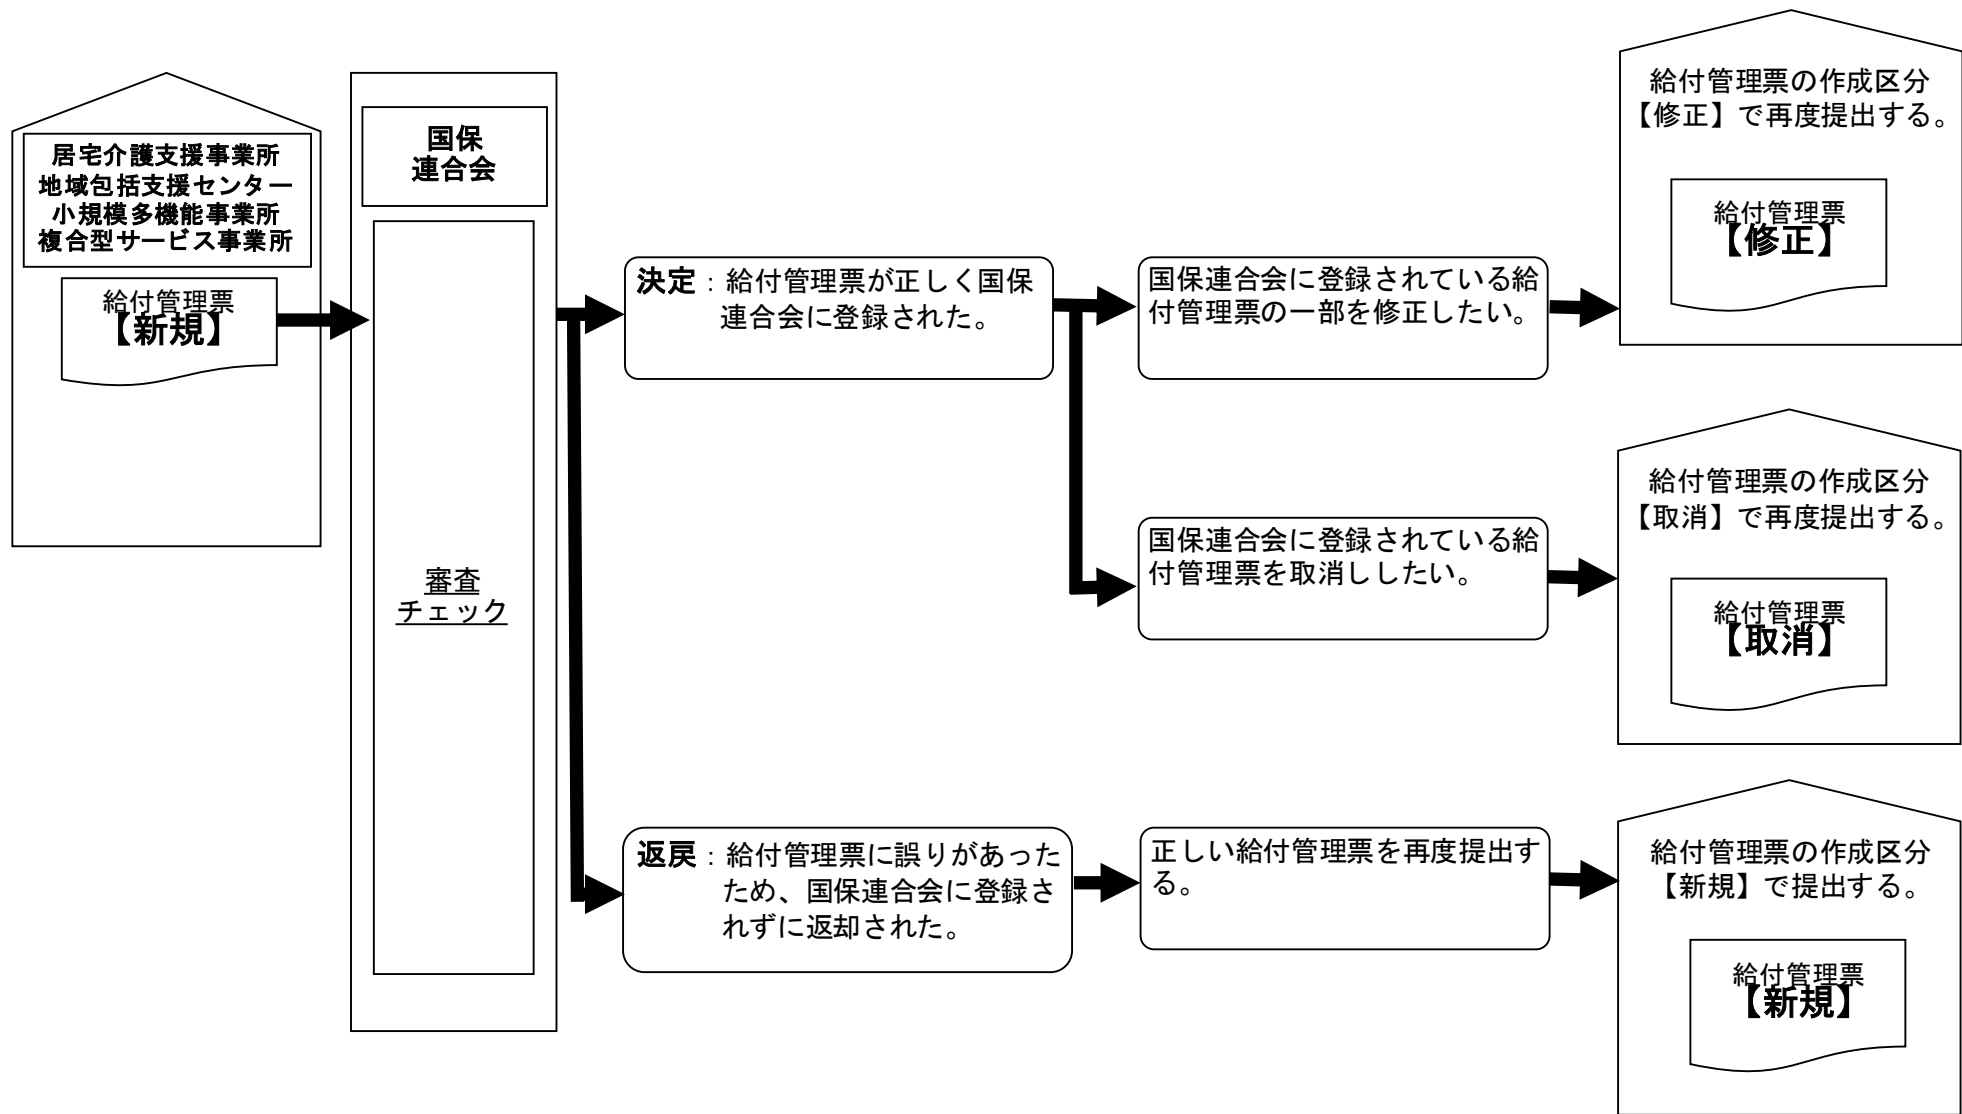 居宅介護支援事業所
地域包括支援センター
小規模多機能事業所
複合型サービス事業所
給付管理票
【新規】
国保
連合会
審査
チェック
決定：給付管理票が正しく国保
連合会に登録された。
国保連合会に登録されている給
付管理票の一部を修正したい。
給付管理票の作成区分
【修正】で再度提出する。
給付管理票
【修正】
国保連合会に登録されている給
付管理票を取消ししたい。
給付管理票の作成区分
【取消】で再度提出する。
給付管理票
【取消】
返戻：給付管理票に誤りがあった
ため、国保連合会に登録さ
れずに返却された。
正しい給付管理票を再度提出す
る。
給付管理票の作成区分
【新規】で提出する。
給付管理票
【新規】